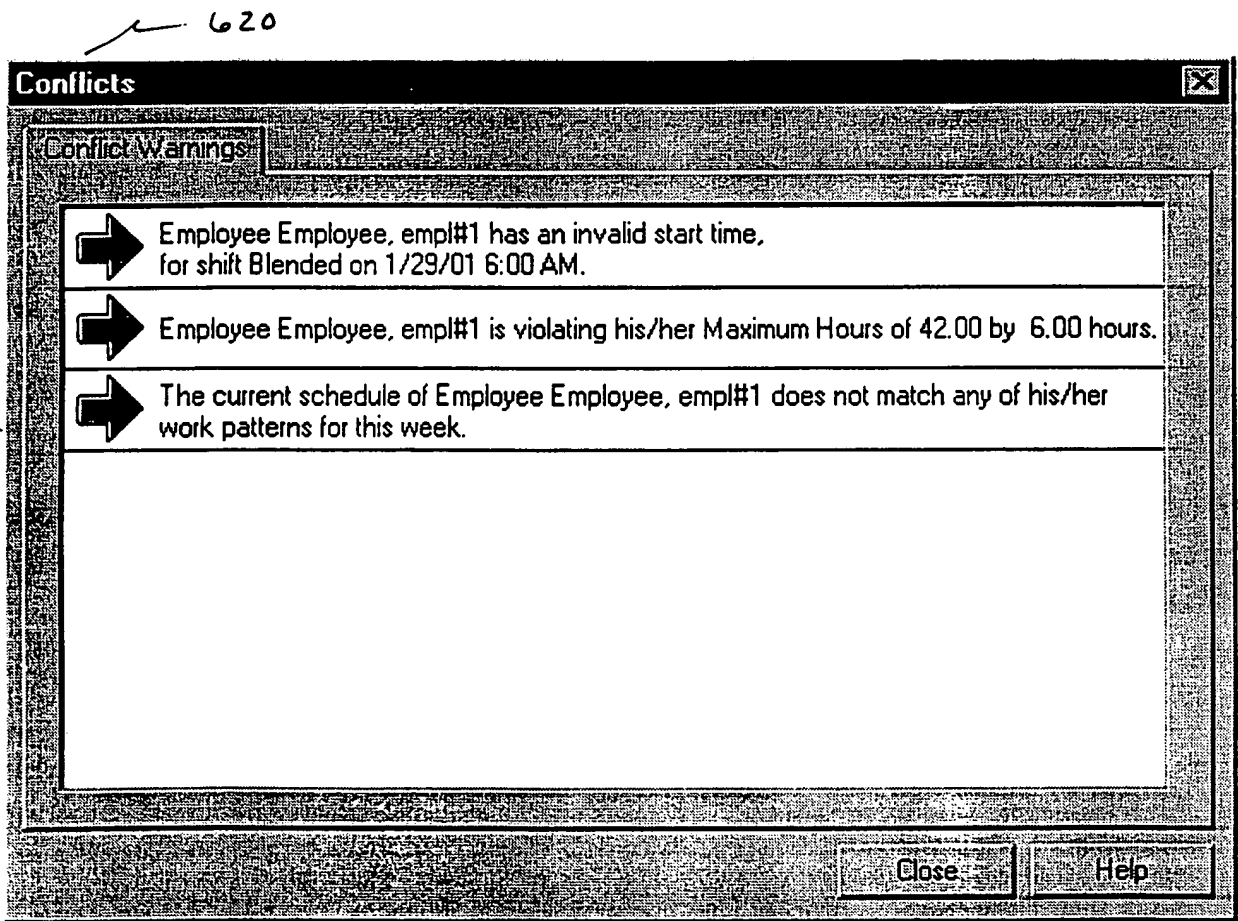 620
Conflicts
Conflict Warnings
Employee Employee, empl#1 has an invalid start time,
for shift Blended on 1/29/01 6:00 AM.
Employee Employee, empl#1 is violating his/her Maximum Hours of 42.00 by 6.00 hours.
The current schedule of Employee Employee, empl#1 does not match any of his/her
work patterns for this week.
Close
Help